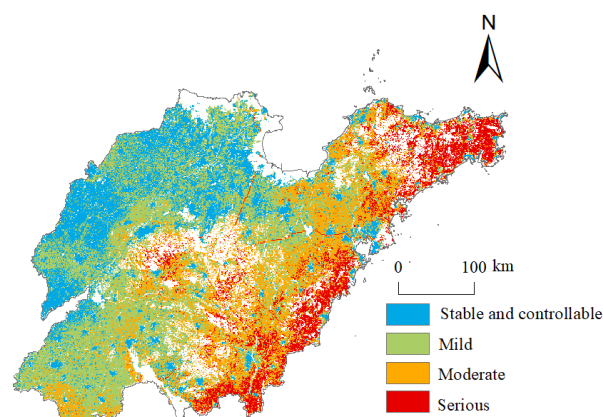 N
0 100 km
Stable and controllable
Mild
Moderate
Serious